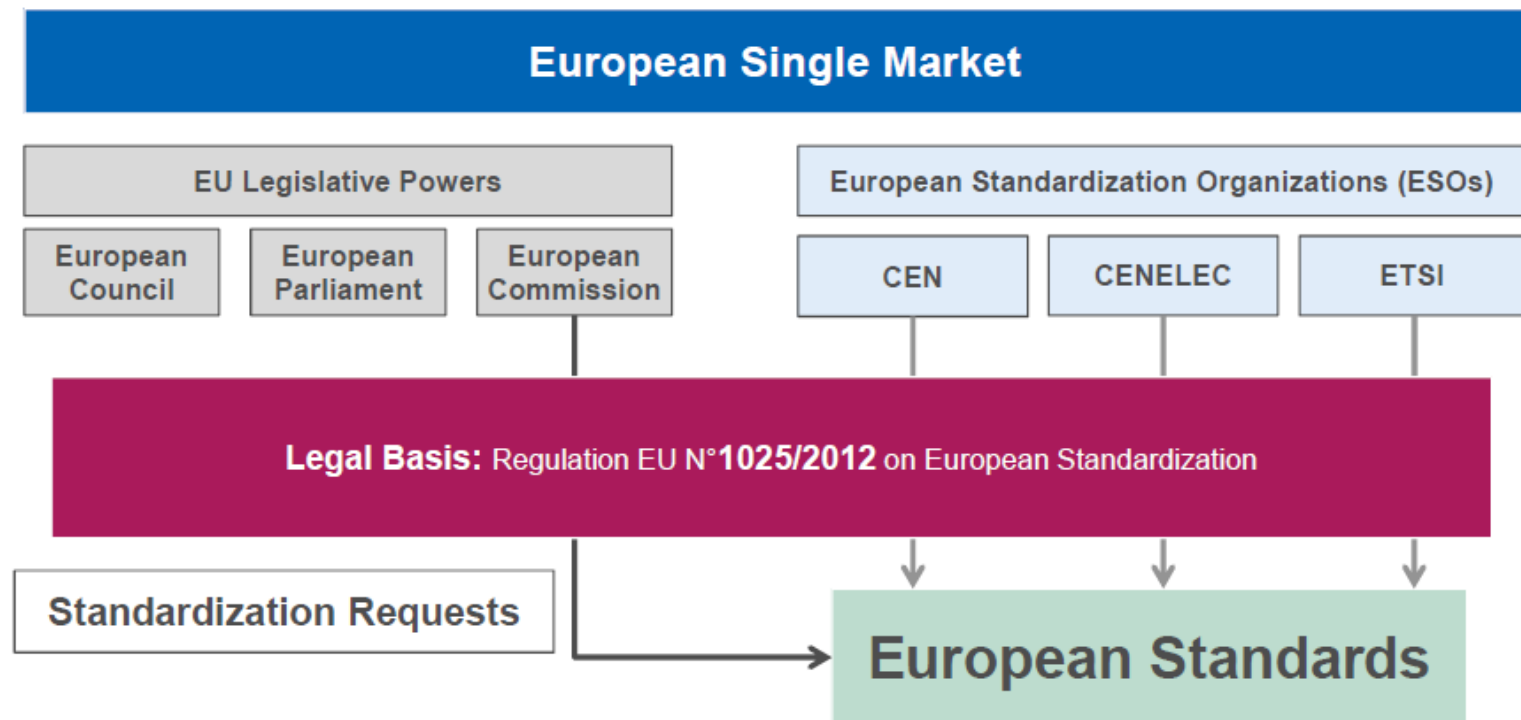 European Single Market
EU Legislative Powers
European Standardization Organizations (ESOs)
European
Council
European
Parliament
European
Commission
CEN
CENELEC
ETSI
Legal Basis: Regulation EU N°1025/2012 on European Standardization
Standardization Requests
European Standards